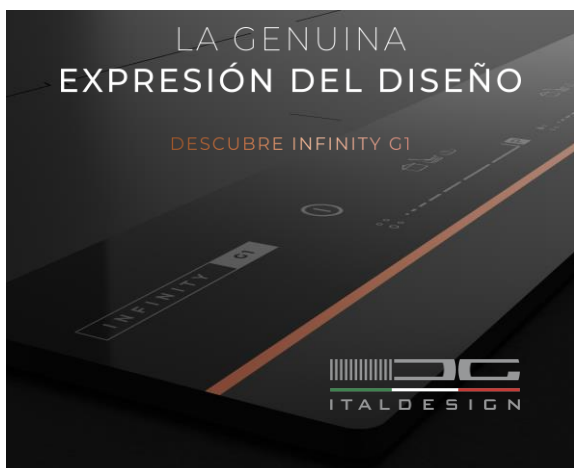 LA GENUINA
EXPRESIÓN DEL DISEÑO
DESCUBRE INFINITY G1
INFINITY G1
ITALDESIGN